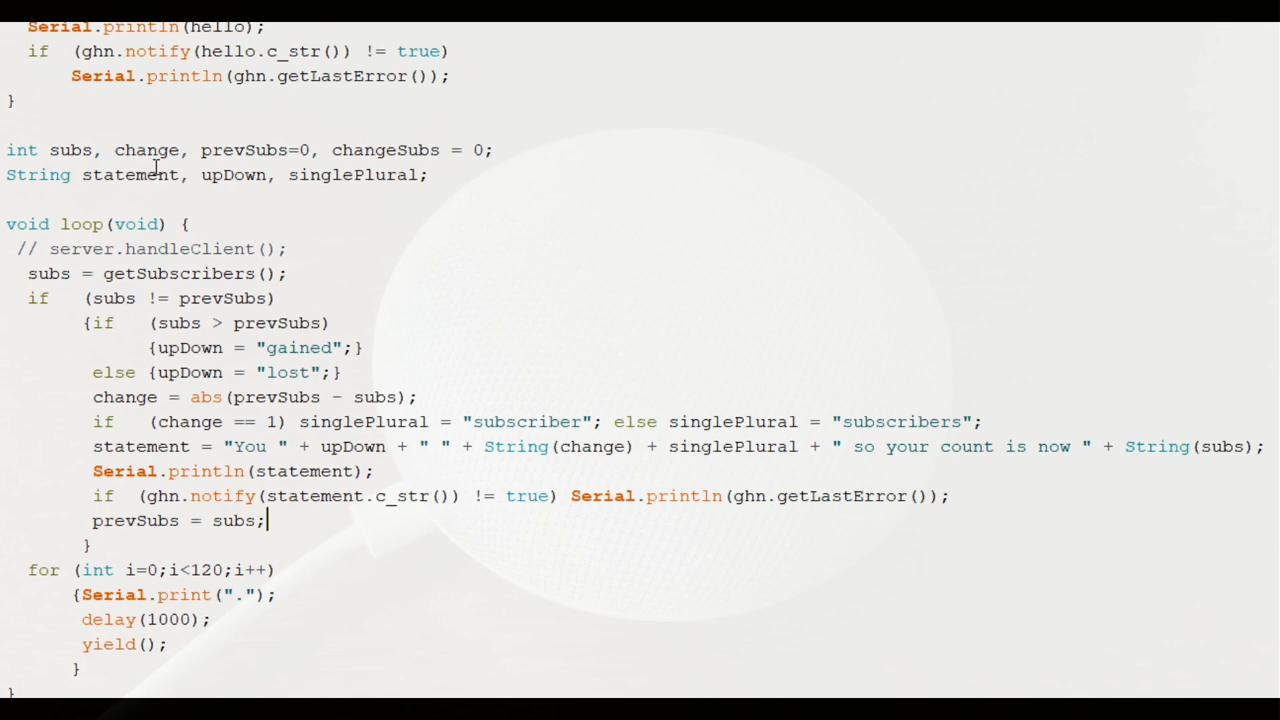 Serial.println(hello);
if (ghn.notify(hello.c_str()) != true)
Serial.println(ghn.getLastError());
}
int subs, change, prevSubs=0, changeSubs = 0;
String statement, upDown, singlePlural;
void loop(void) {
// server.handleClient();
subs = getSubscribers();
if (subs != prevSubs)
{if (subs > prevSubs)
{upDown = "gained";}
else {upDown = "lost";}
change = abs(prevSubs - subs);
if (change == 1) singlePlural = "subscriber"; else singlePlural = "subscribers";
statement = "You " + upDown + " " + String(change) + singlePlural + " so your count is now " + String(subs);
Serial.println(statement);
if (ghn.notify(statement.c_str()) != true) Serial.println(ghn.getLastError());
prevSubs = subs;
}
for (int i=0;i<120;i++)
{Serial.print(".");
delay(1000);
yield();
}
}